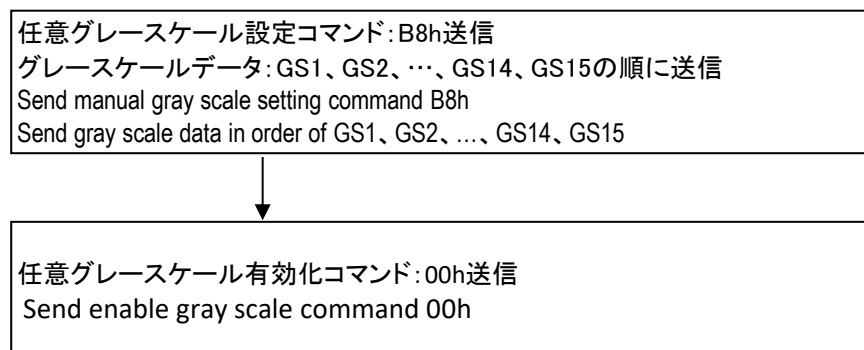 任意グレースケール設定コマンド：B8h送信
グレースケールデータ：GS1、GS2、…、GS14、GS15の順に送信
Send manual gray scale setting command B8h
Send gray scale data in order of GS1、GS2、…、GS14、GS15
任意グレースケール有効化コマンド：00h送信
Send enable gray scale command 00h